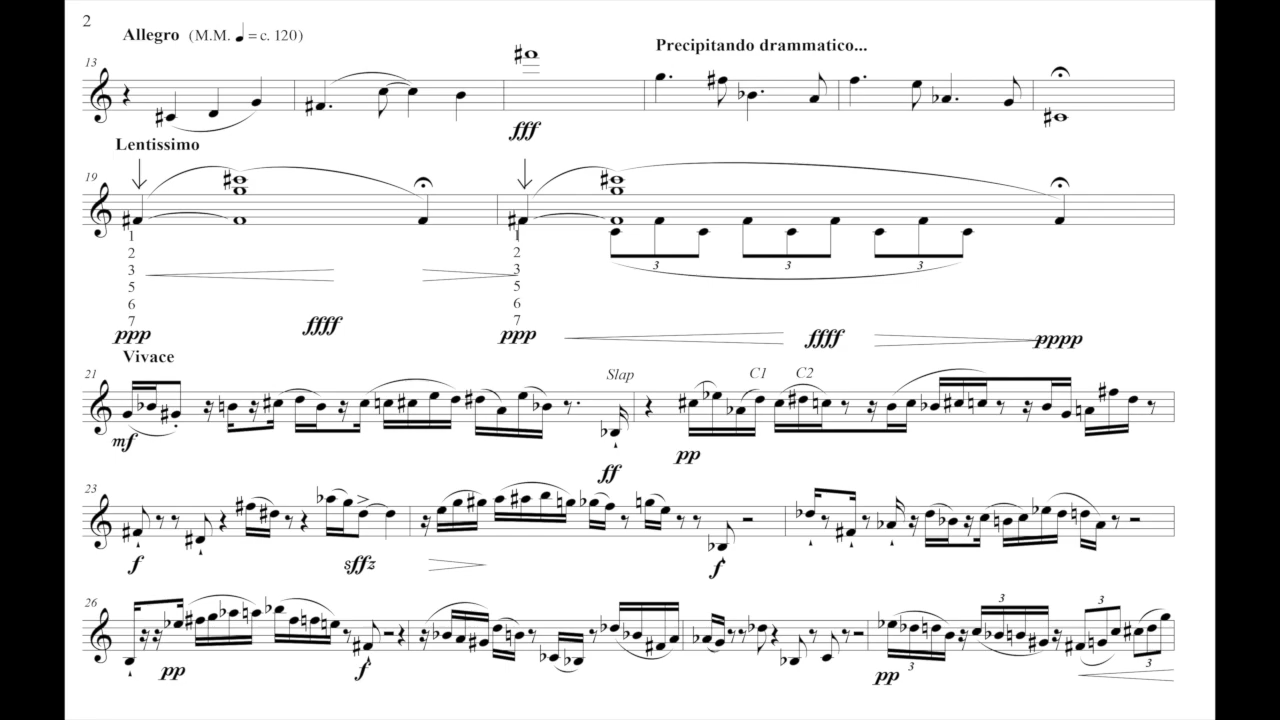 2
Allegro (M.M. ♩ = c. 120)
Precipitando drammatico...
13
fff
Lentissimo
19
1 1
2 2
3 3
5 5
6 6
7 7
3 3 3
ppp ffff ppp ffff pppp
Vivace
21
Slap C1 C2
mf ff pp
23
f sffz f
26
3 3
pp f pp 3 3